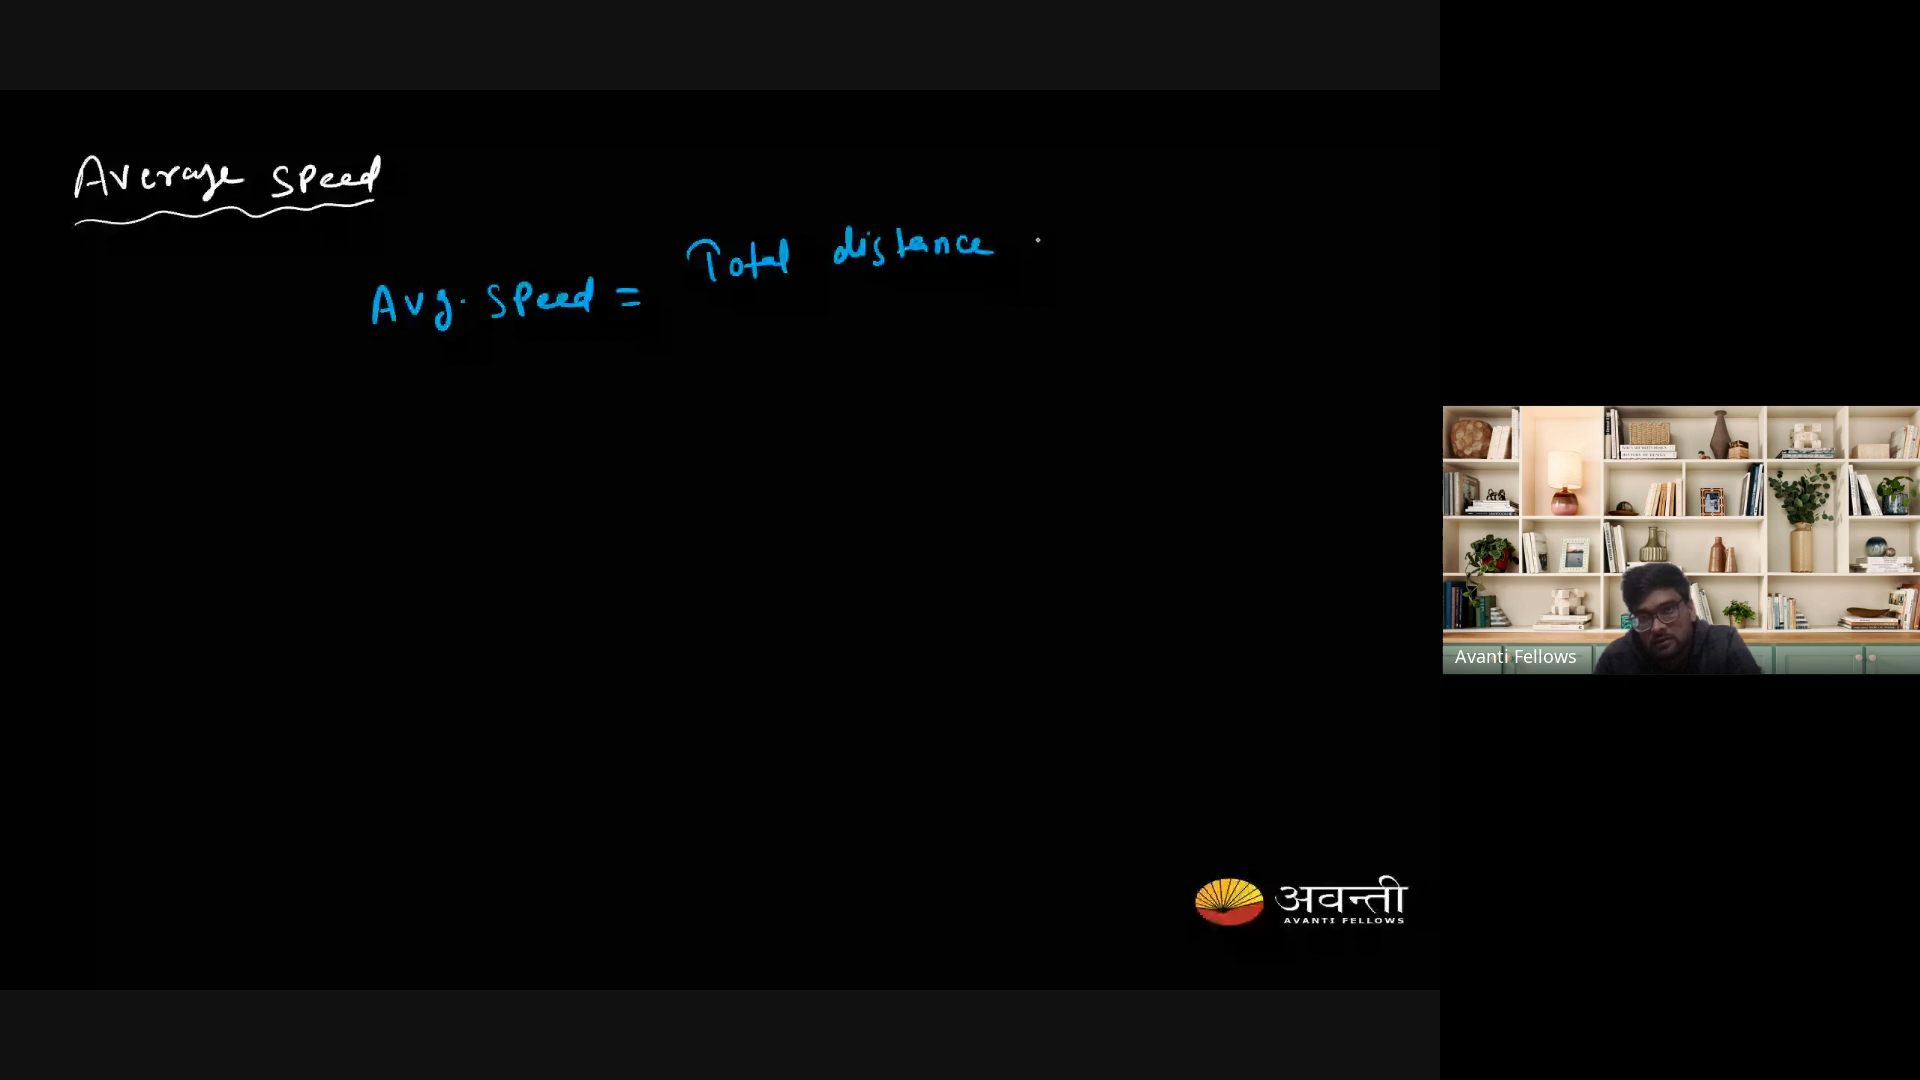 Average speed
Total distance
Avg. speed =
Avanti Fellows
अवन्ती
AVANTI FELLOWS